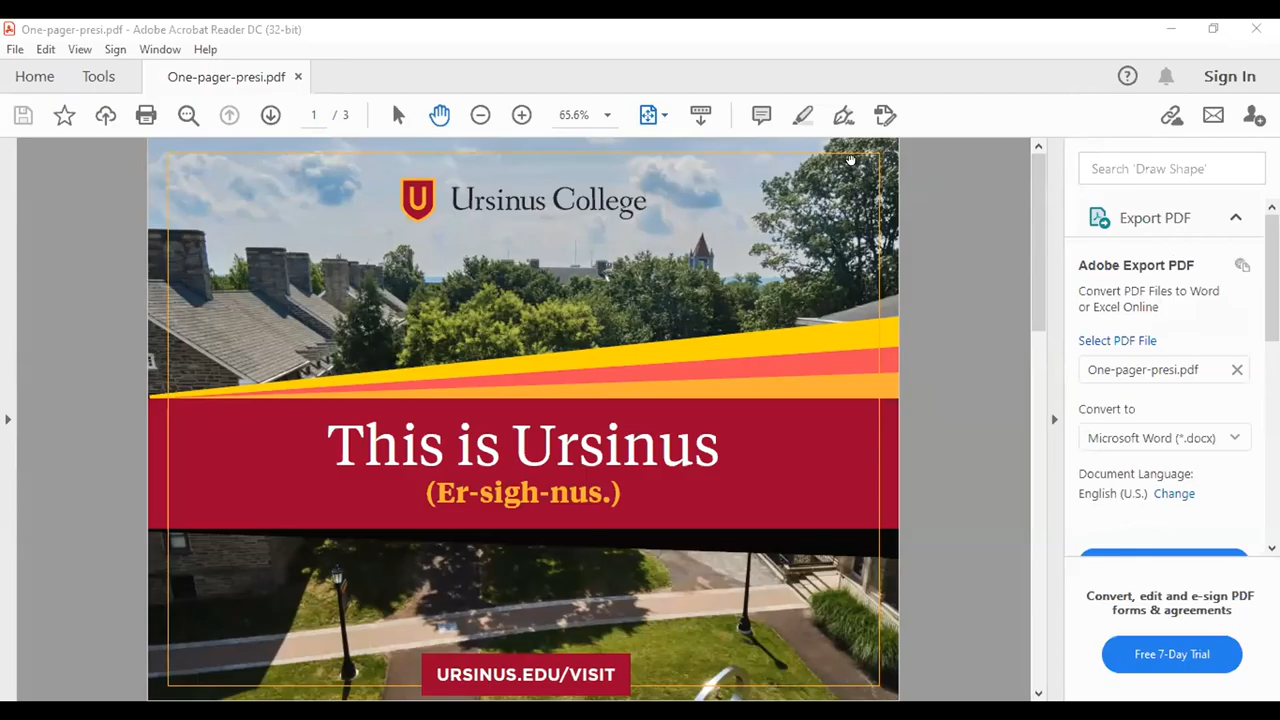 One-pager-presi.pdf - Adobe Acrobat Reader DC (32-bit)
File Edit View Sign Window Help
Home Tools One-pager-presi.pdf × Sign In
1 / 3 65.6%
U Ursinus College
This is Ursinus
(Er-sigh-nus.)
URSINUS.EDU/VISIT
Search 'Draw Shape'
Export PDF
Adobe Export PDF
Convert PDF Files to Word
or Excel Online
Select PDF File
One-pager-presi.pdf
Convert to
Microsoft Word (*.docx)
Document Language:
English (U.S.) Change
Convert, edit and e-sign PDF
forms & agreements
Free 7-Day Trial